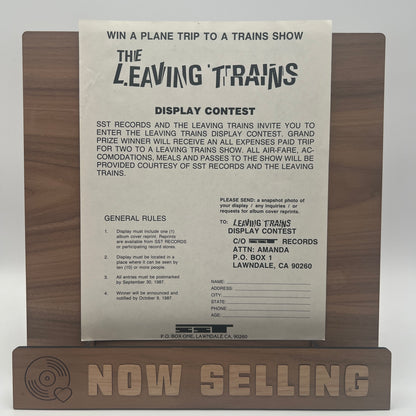 WIN A PLANE TRIP TO A TRAINS SHOW
THE
LEAVING TRAINS
DISPLAY CONTEST
SST RECORDS AND THE LEAVING TRAINS INVITE YOU TO
ENTER THE LEAVING TRAINS DISPLAY CONTEST. GRAND
PRIZE WINNER WILL RECEIVE AN ALL EXPENSES PAID TRIP
FOR TWO TO A LEAVING TRAINS SHOW. ALL AIR-FARE, AC-
COMODATIONS, MEALS AND PASSES TO THE SHOW WILL BE
PROVIDED COURTESY OF SST RECORDS AND THE LEAVING
TRAINS.
GENERAL RULES
1. Display must include one (1)
album cover reprint. Reprints
are available from SST RECORDS
or participating record stores.
2. Display must be located in a
place where it can be seen by
ten (10) or more people.
3. All entries must be postmarked
by September 30, 1987.
4. Winner will be announced and
notified by October 9, 1987.
PLEASE SEND: a snapshot photo of
your display / any inquiries / or
requests for album cover reprints.
TO: LEAVING TRAINS
DISPLAY CONTEST
C/O SST RECORDS
ATTN: AMANDA
P.O. BOX 1
LAWNDALE, CA 90260
NAME:
ADDRESS:
CITY:
STATE:
PHONE:
AGE:
SST
P.O. BOX ONE, LAWNDALE, CA 90260
NOW SELLING